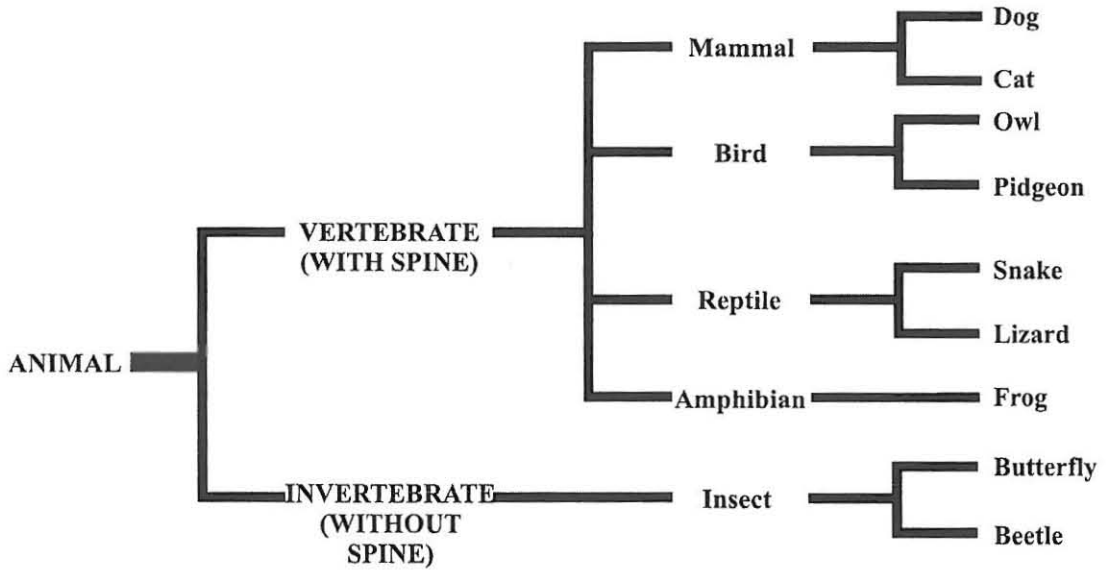 Dog
Mammal
Cat
Owl
Bird
Pidgeon
VERTEBRATE
(WITH SPINE)
Snake
Reptile
Lizard
ANIMAL
Amphibian
Frog
Butterfly
INVERTEBRATE
(WITHOUT
SPINE)
Insect
Beetle